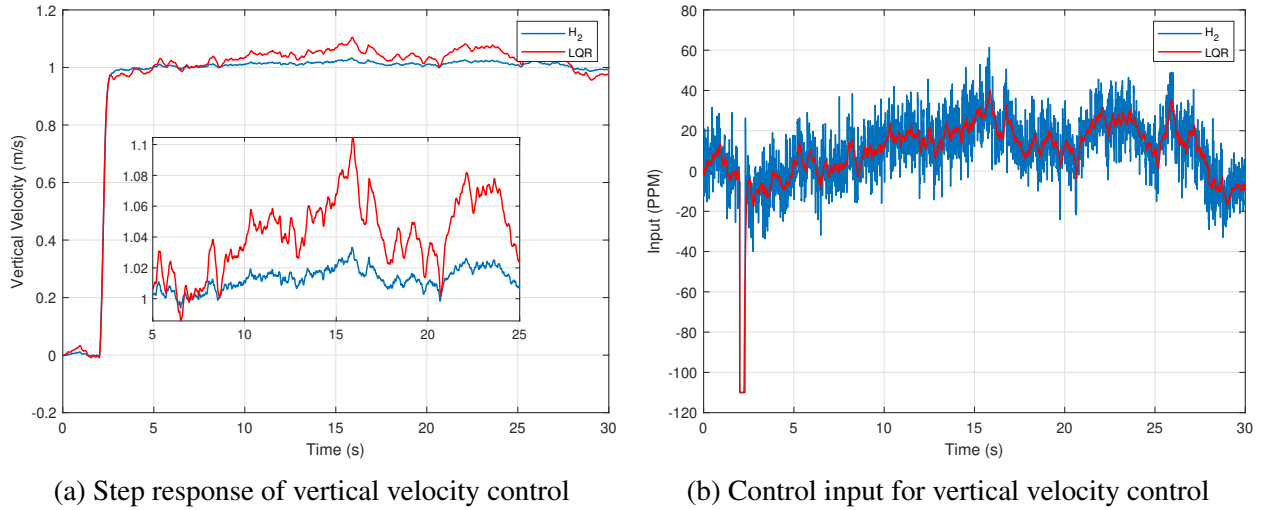 1.2
1
0.8
0.6
0.4
0.2
0
-0.2
Vertical Velocity (m/s)
H2
LQR
1.1
1.08
1.06
1.04
1.02
1
5 10 15 20 25
0 5 10 15 20 25 30
Time (s)
(a) Step response of vertical velocity control
80
60
40
20
0
-20
-40
-60
-80
-100
-120
Input (PPM)
H2
LQR
0 5 10 15 20 25 30
Time (s)
(b) Control input for vertical velocity control